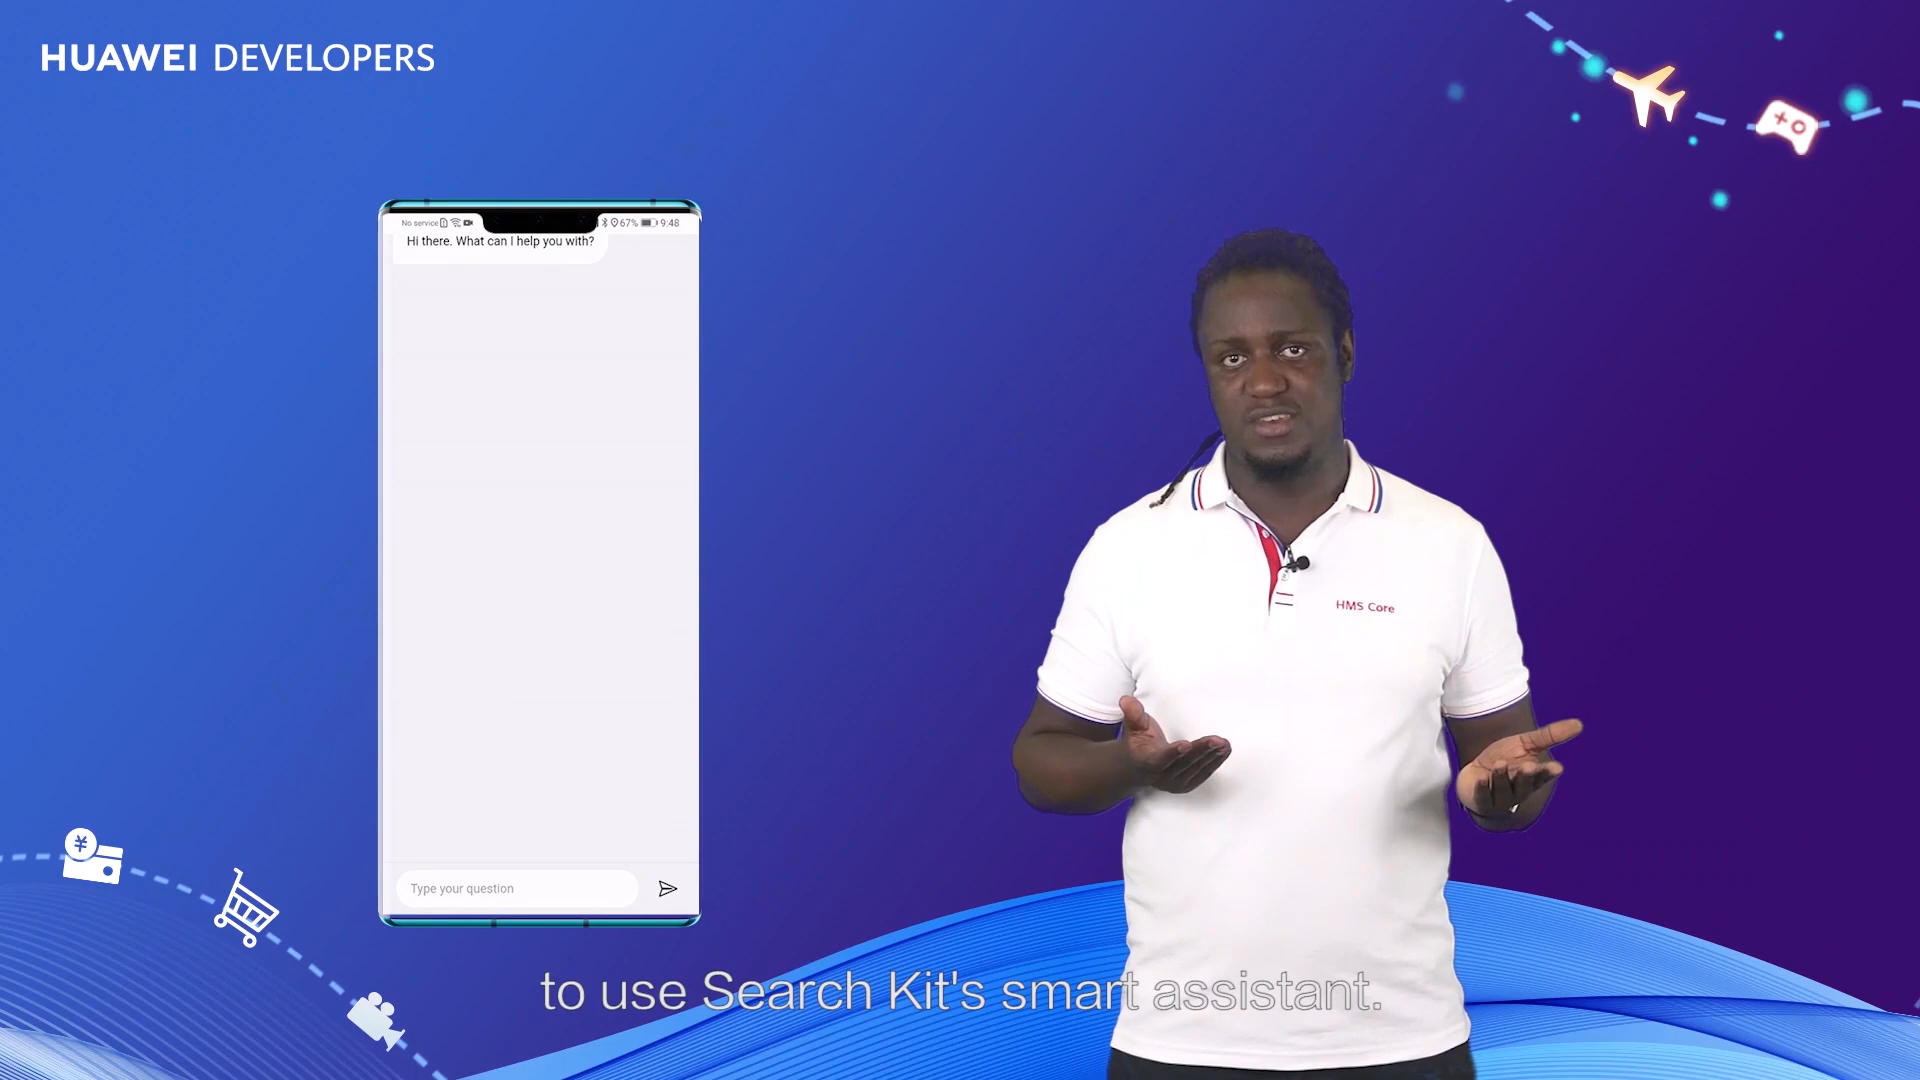 HUAWEI DEVELOPERS
No service 67% 9:48
Hi there. What can I help you with?
HMS Core
Type your question
to use Search Kit's smart assistant.